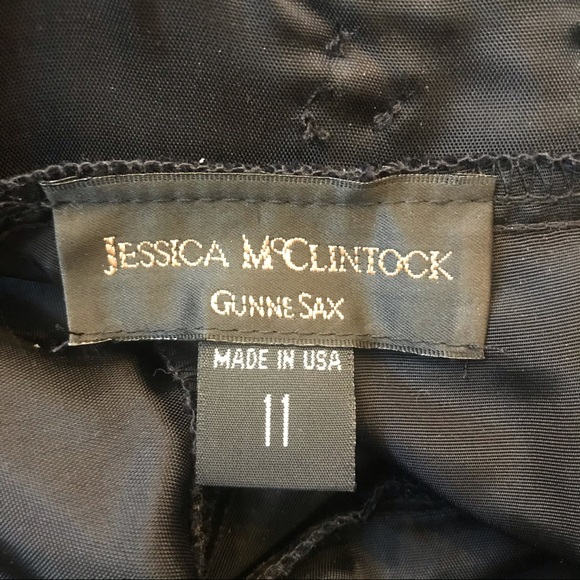 JESSICA McCLINTOCK
GUNNE SAX
MADE IN USA
11